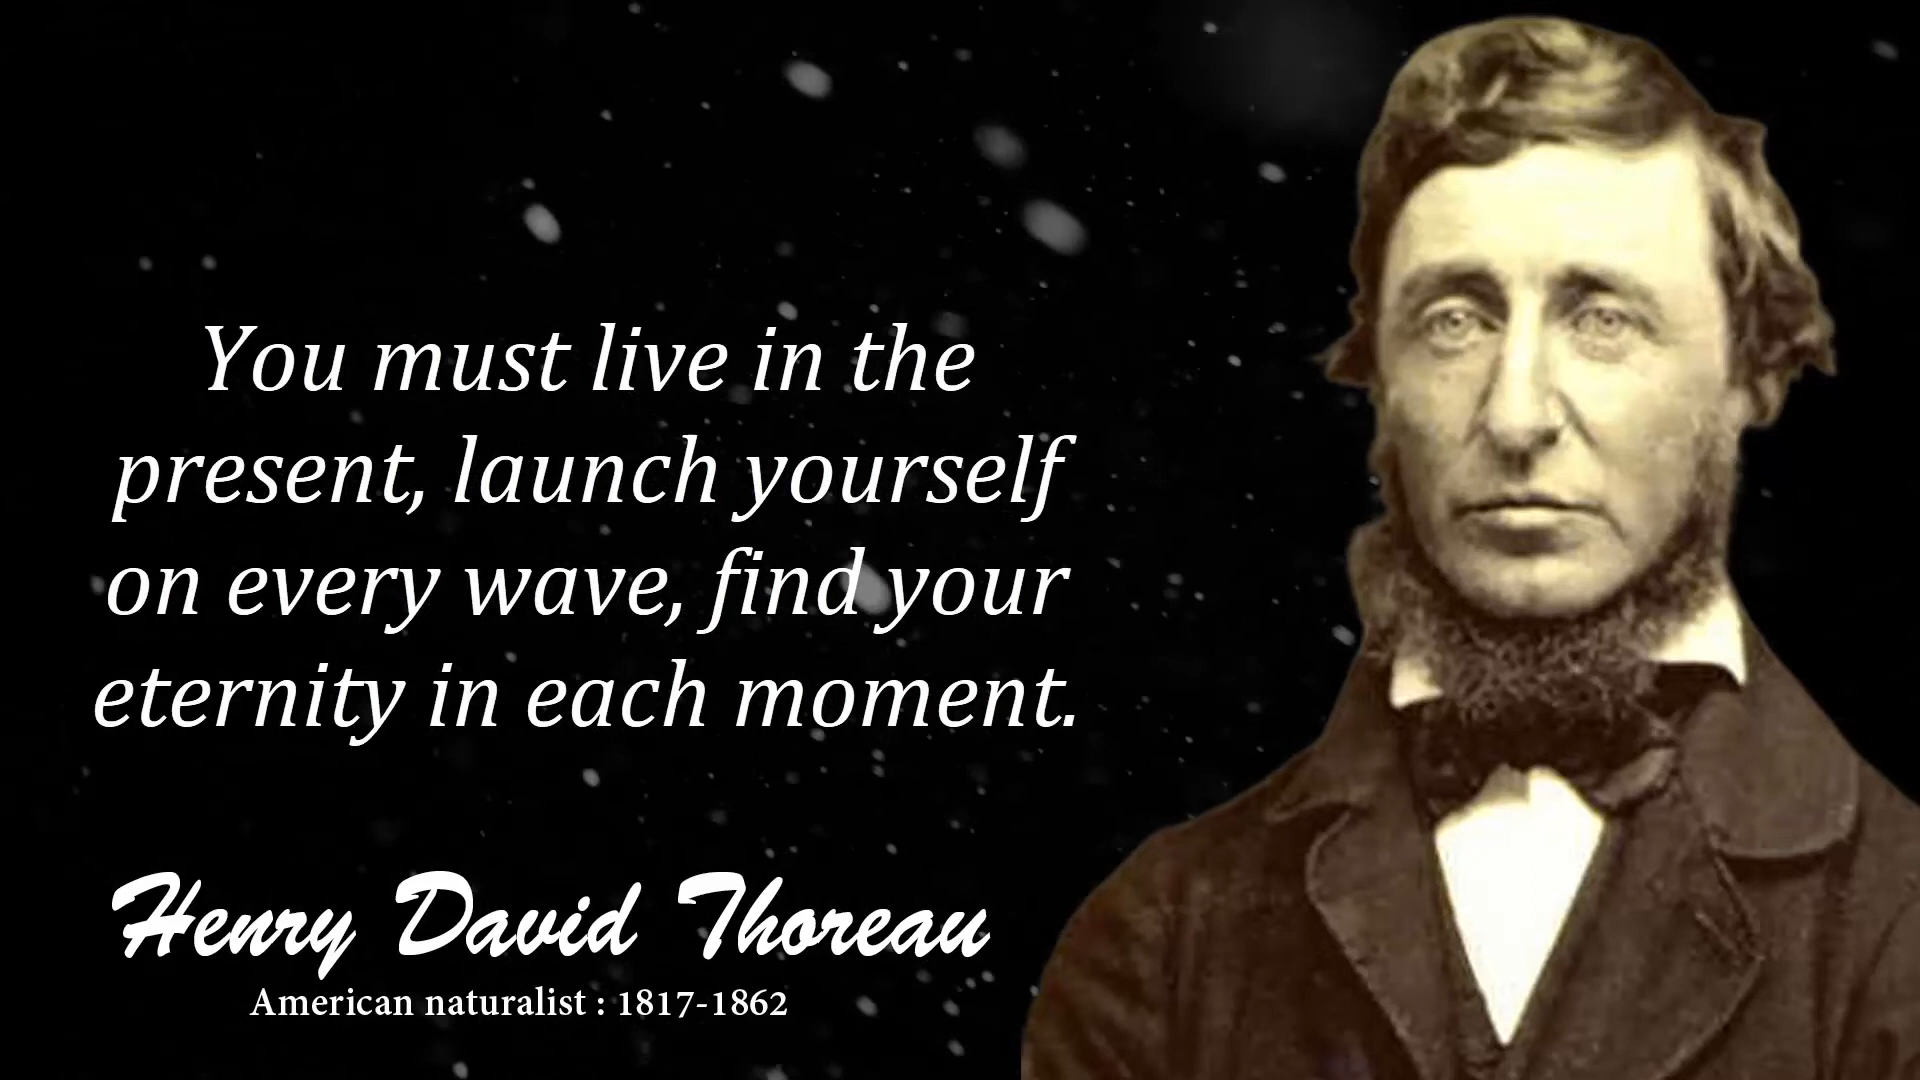 You must live in the
present, launch yourself
on every wave, find your
eternity in each moment.
Henry David Thoreau
American naturalist : 1817-1862